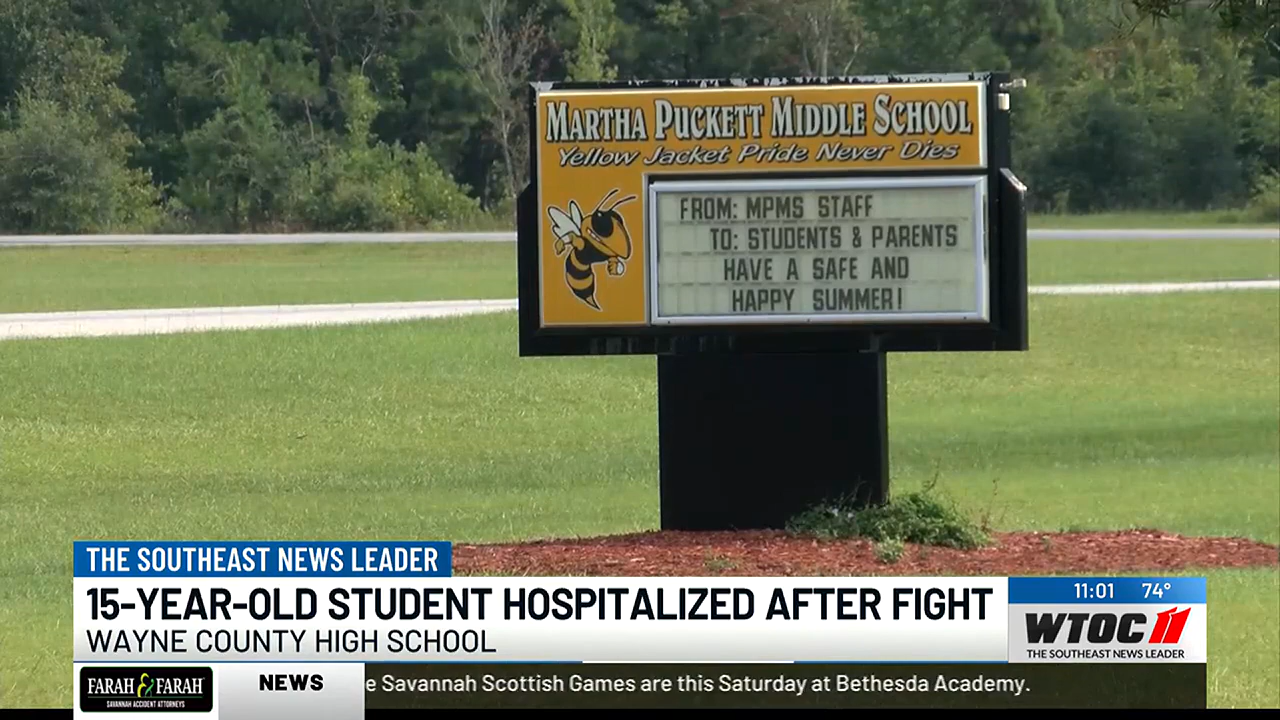 MARTHA PUCKETT MIDDLE SCHOOL
Yellow Jacket Pride Never Dies
FROM: MPMS STAFF
TO: STUDENTS & PARENTS
HAVE A SAFE AND
HAPPY SUMMER!
THE SOUTHEAST NEWS LEADER
15-YEAR-OLD STUDENT HOSPITALIZED AFTER FIGHT
WAYNE COUNTY HIGH SCHOOL
11:01 74°
WTOC 11
THE SOUTHEAST NEWS LEADER
FARAH & FARAH
SAVANNAH ACCIDENT ATTORNEYS
NEWS
e Savannah Scottish Games are this Saturday at Bethesda Academy.